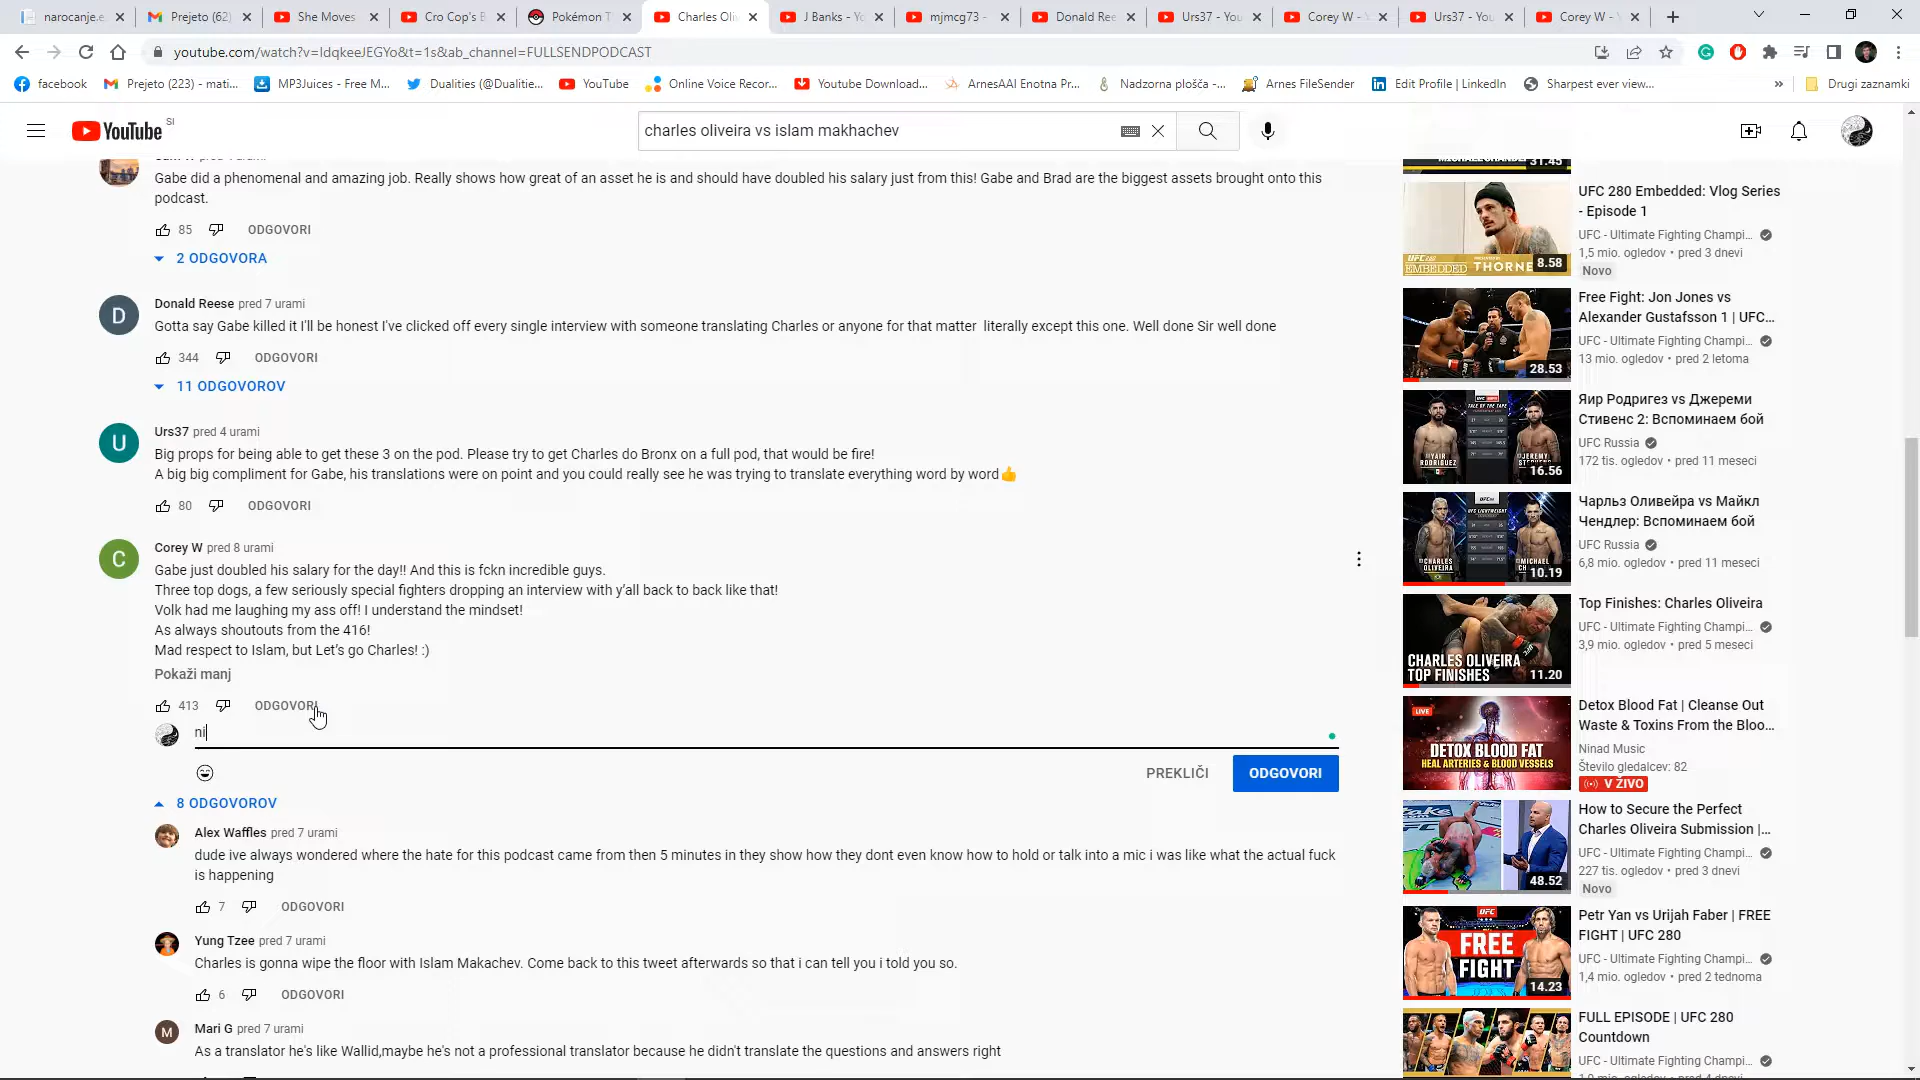 narocanje.e
Prejeto (62)
She Moves
Cro Cop's B
Pokémon T
Charles Oliv
J Banks - Yo
mjmcg73 -
Donald Ree
Urs37 - You
Corey W - Y
Urs37 - You
Corey W - Y
youtube.com/watch?v=IdqkeeJEGYo&t=1s&ab_channel=FULLSENDPODCAST
facebook
Prejeto (223) - mati...
MP3Juices - Free M...
Dualities (@Dualitie...
YouTube
Online Voice Recor...
Youtube Download...
ArnesAAI Enotna Pr...
Nadzorna plošča -...
Arnes FileSender
Edit Profile | LinkedIn
Sharpest ever view...
»
Drugi zaznamki
YouTube SI
charles oliveira vs islam makhachev
Gabe did a phenomenal and amazing job. Really shows how great of an asset he is and should have doubled his salary just from this! Gabe and Brad are the biggest assets brought onto this
podcast.
85 ODGOVORI
2 ODGOVORA
Donald Reese pred 7 urami
Gotta say Gabe killed it I'll be honest I've clicked off every single interview with someone translating Charles or anyone for that matter literally except this one. Well done Sir well done
344 ODGOVORI
11 ODGOVOROV
Urs37 pred 4 urami
Big props for being able to get these 3 on the pod. Please try to get Charles do Bronx on a full pod, that would be fire!
A big big compliment for Gabe, his translations were on point and you could really see he was trying to translate everything word by word👍
80 ODGOVORI
Corey W pred 8 urami
Gabe just doubled his salary for the day!! And this is fckn incredible guys.
Three top dogs, a few seriously special fighters dropping an interview with y'all back to back like that!
Volk had me laughing my ass off! I understand the mindset!
As always shoutouts from the 416!
Mad respect to Islam, but Let's go Charles! :)
Pokaži manj
413 ODGOVORI
ni
PREKLIČI
ODGOVORI
8 ODGOVOROV
Alex Waffles pred 7 urami
dude ive always wondered where the hate for this podcast came from then 5 minutes in they show how they dont even know how to hold or talk into a mic i was like what the actual fuck
is happening
7 ODGOVORI
Yung Tzee pred 7 urami
Charles is gonna wipe the floor with Islam Makachev. Come back to this tweet afterwards so that i can tell you i told you so.
6 ODGOVORI
Mari G pred 7 urami
As a translator he's like Wallid,maybe he's not a professional translator because he didn't translate the questions and answers right
31.45
UFC EMBEDDED THORNE
8.58
UFC 280 Embedded: Vlog Series
- Episode 1
UFC - Ultimate Fighting Champi...
1,5 mio. ogledov • pred 3 dnevi
Novo
28.53
Free Fight: Jon Jones vs
Alexander Gustafsson 1 | UFC...
UFC - Ultimate Fighting Champi...
13 mio. ogledov • pred 2 letoma
16.56
Яир Родригез vs Джереми
Стивенс 2: Вспоминаем бой
UFC Russia
172 tis. ogledov • pred 11 meseci
10.19
Чарльз Оливейра vs Майкл
Чендлер: Вспоминаем бой
UFC Russia
6,8 mio. ogledov • pred 11 meseci
CHARLES OLIVEIRA
TOP FINISHES
11.20
Top Finishes: Charles Oliveira
UFC - Ultimate Fighting Champi...
3,9 mio. ogledov • pred 5 meseci
LIVE
DETOX BLOOD FAT
HEAL ARTERIES & BLOOD VESSELS
Detox Blood Fat | Cleanse Out
Waste & Toxins From the Bloo...
Ninad Music
Število gledalcev: 82
V ŽIVO
48.52
How to Secure the Perfect
Charles Oliveira Submission |...
UFC - Ultimate Fighting Champi...
227 tis. ogledov • pred 3 dnevi
Novo
UFC
FREE
FIGHT
14.23
Petr Yan vs Urijah Faber | FREE
FIGHT | UFC 280
UFC - Ultimate Fighting Champi...
1,4 mio. ogledov • pred 2 tednoma
FULL EPISODE | UFC 280
Countdown
UFC - Ultimate Fighting Champi...